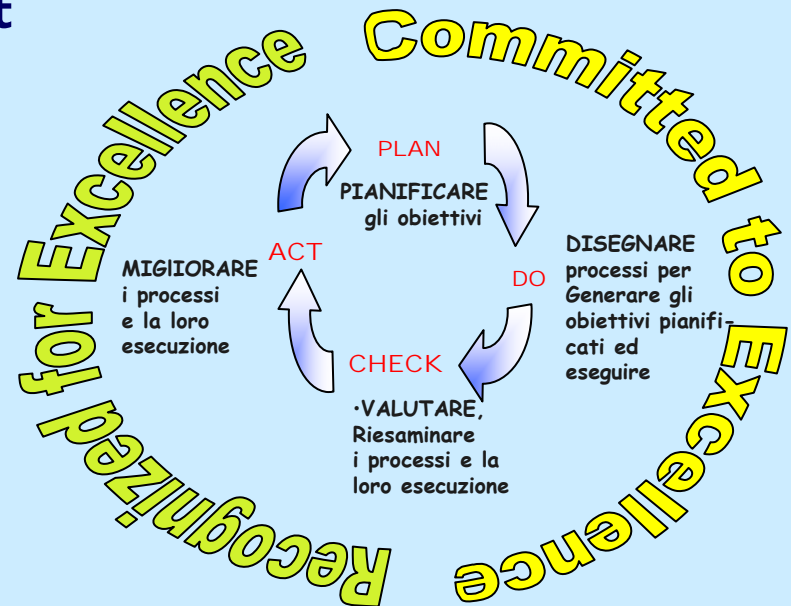 t
Committed to Excellence
Recognized for Excellence
PLAN
PIANIFICARE
gli obiettivi
DO
DISEGNARE
processi per
Generare gli
obiettivi pianifi-
cati ed
eseguire
CHECK
•VALUTARE,
Riesaminare
i processi e la
loro esecuzione
ACT
MIGlIORARE
i processi
e la loro
esecuzione